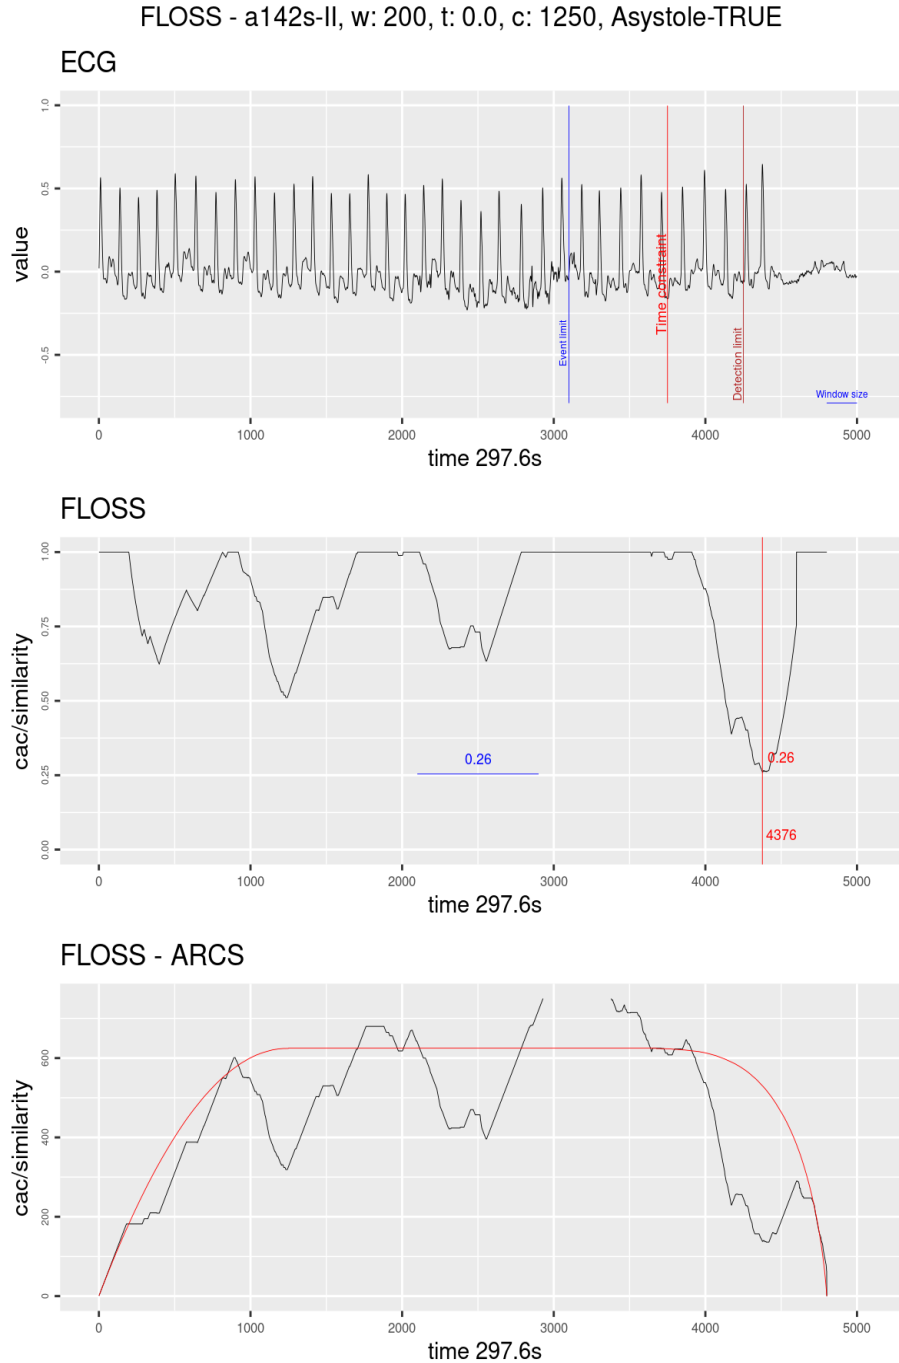 FLOSS - a142s-II, w: 200, t: 0.0, c: 1250, Asystole-TRUE
ECG
value
1.0
0.5
0.0
-0.5
Event limit
Time constraint
Detection limit
Window size
0 1000 2000 3000 4000 5000
time 297.6s
FLOSS
cac/similarity
1.00
0.75
0.50
0.25
0.00
0.26
0.26
4376
0 1000 2000 3000 4000 5000
time 297.6s
FLOSS - ARCS
cac/similarity
600
400
200
0
0 1000 2000 3000 4000 5000
time 297.6s